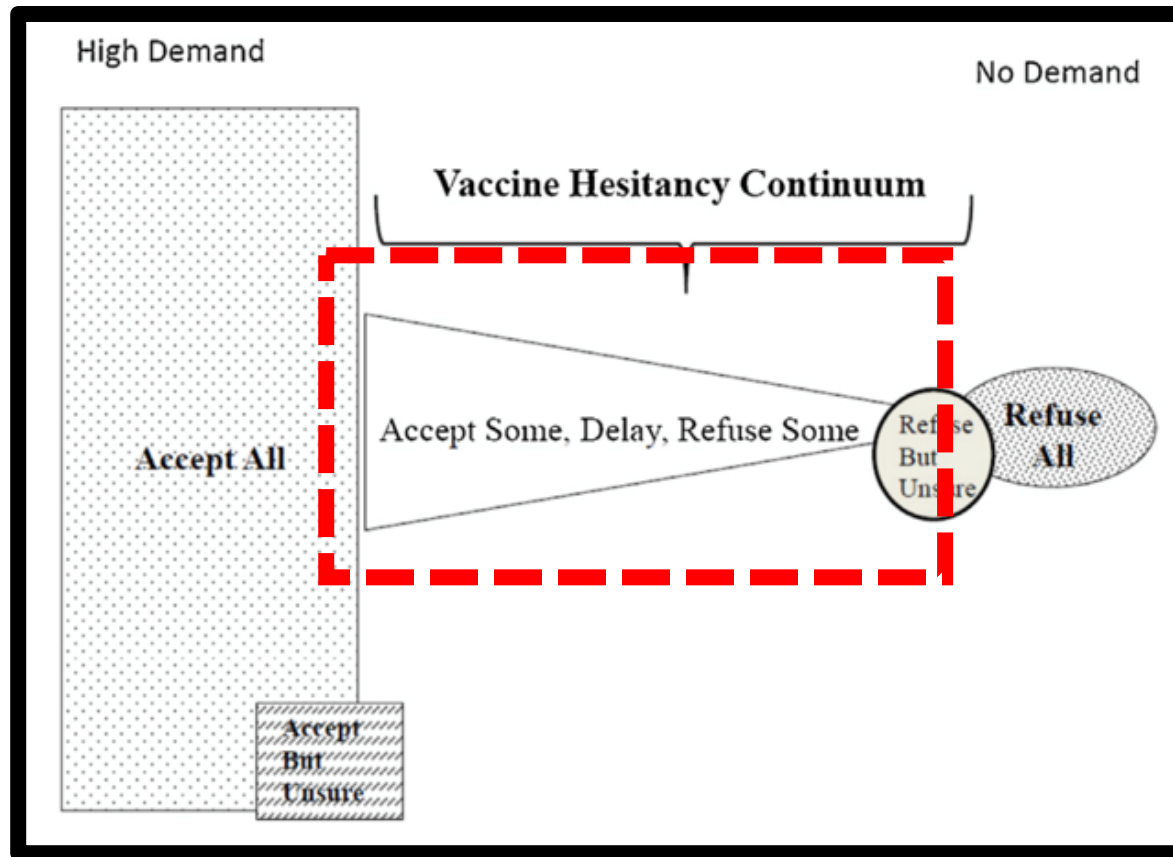 High Demand
No Demand
Vaccine Hesitancy Continuum
Accept All
Accept Some, Delay, Refuse Some
Refuse
But
Unsure
Refuse
All
Accept
But
Unsure